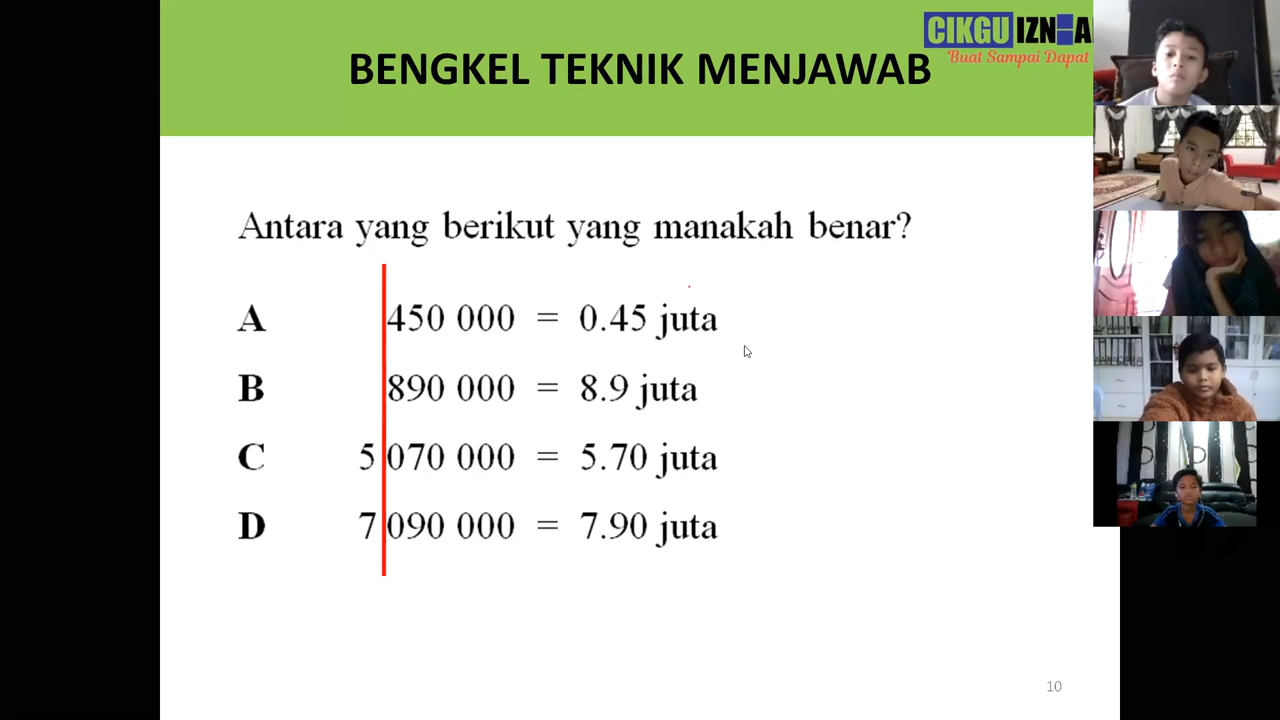 CIKGU IZN
Buat Sampai Dapat
BENGKEL TEKNIK MENJAWAB
Antara yang berikut yang manakah benar?
A 450 000 = 0.45 juta
B 890 000 = 8.9 juta
C 5 070 000 = 5.70 juta
D 7 090 000 = 7.90 juta
10